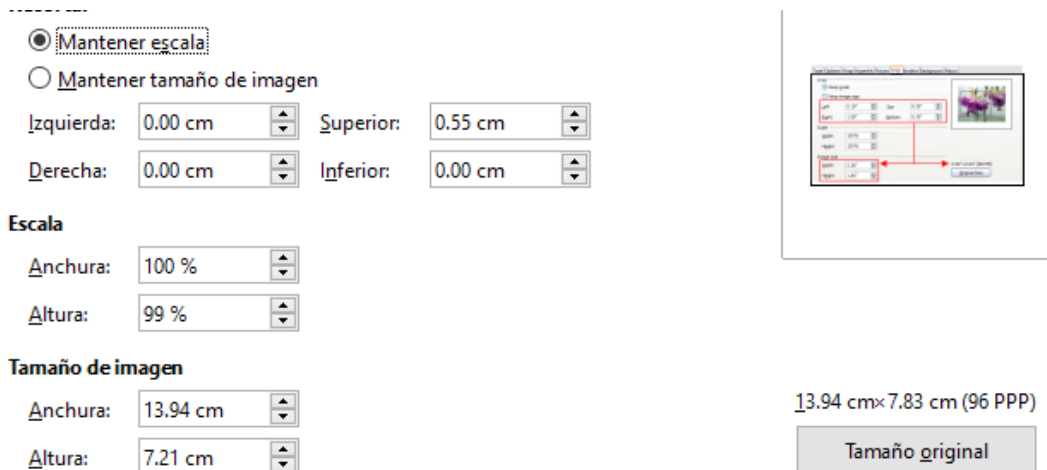 Mantener escala
Mantener tamaño de imagen
Izquierda: 0.00 cm Superior: 0.55 cm
Derecha: 0.00 cm Inferior: 0.00 cm
Escala
Anchura: 100 %
Altura: 99 %
Tamaño de imagen
Anchura: 13.94 cm
Altura: 7.21 cm
13.94 cm×7.83 cm (96 PPP)
Tamaño original